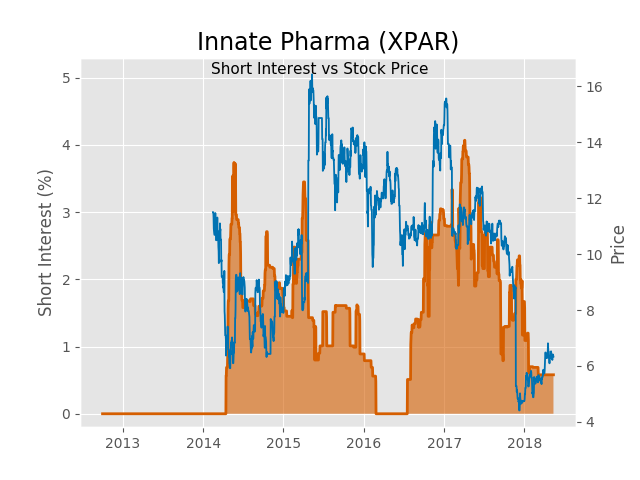 Innate Pharma (XPAR)
Short Interest vs Stock Price
Short Interest (%)
5
4
3
2
1
0
16
14
12
10
8
6
4
Price
2013 2014 2015 2016 2017 2018